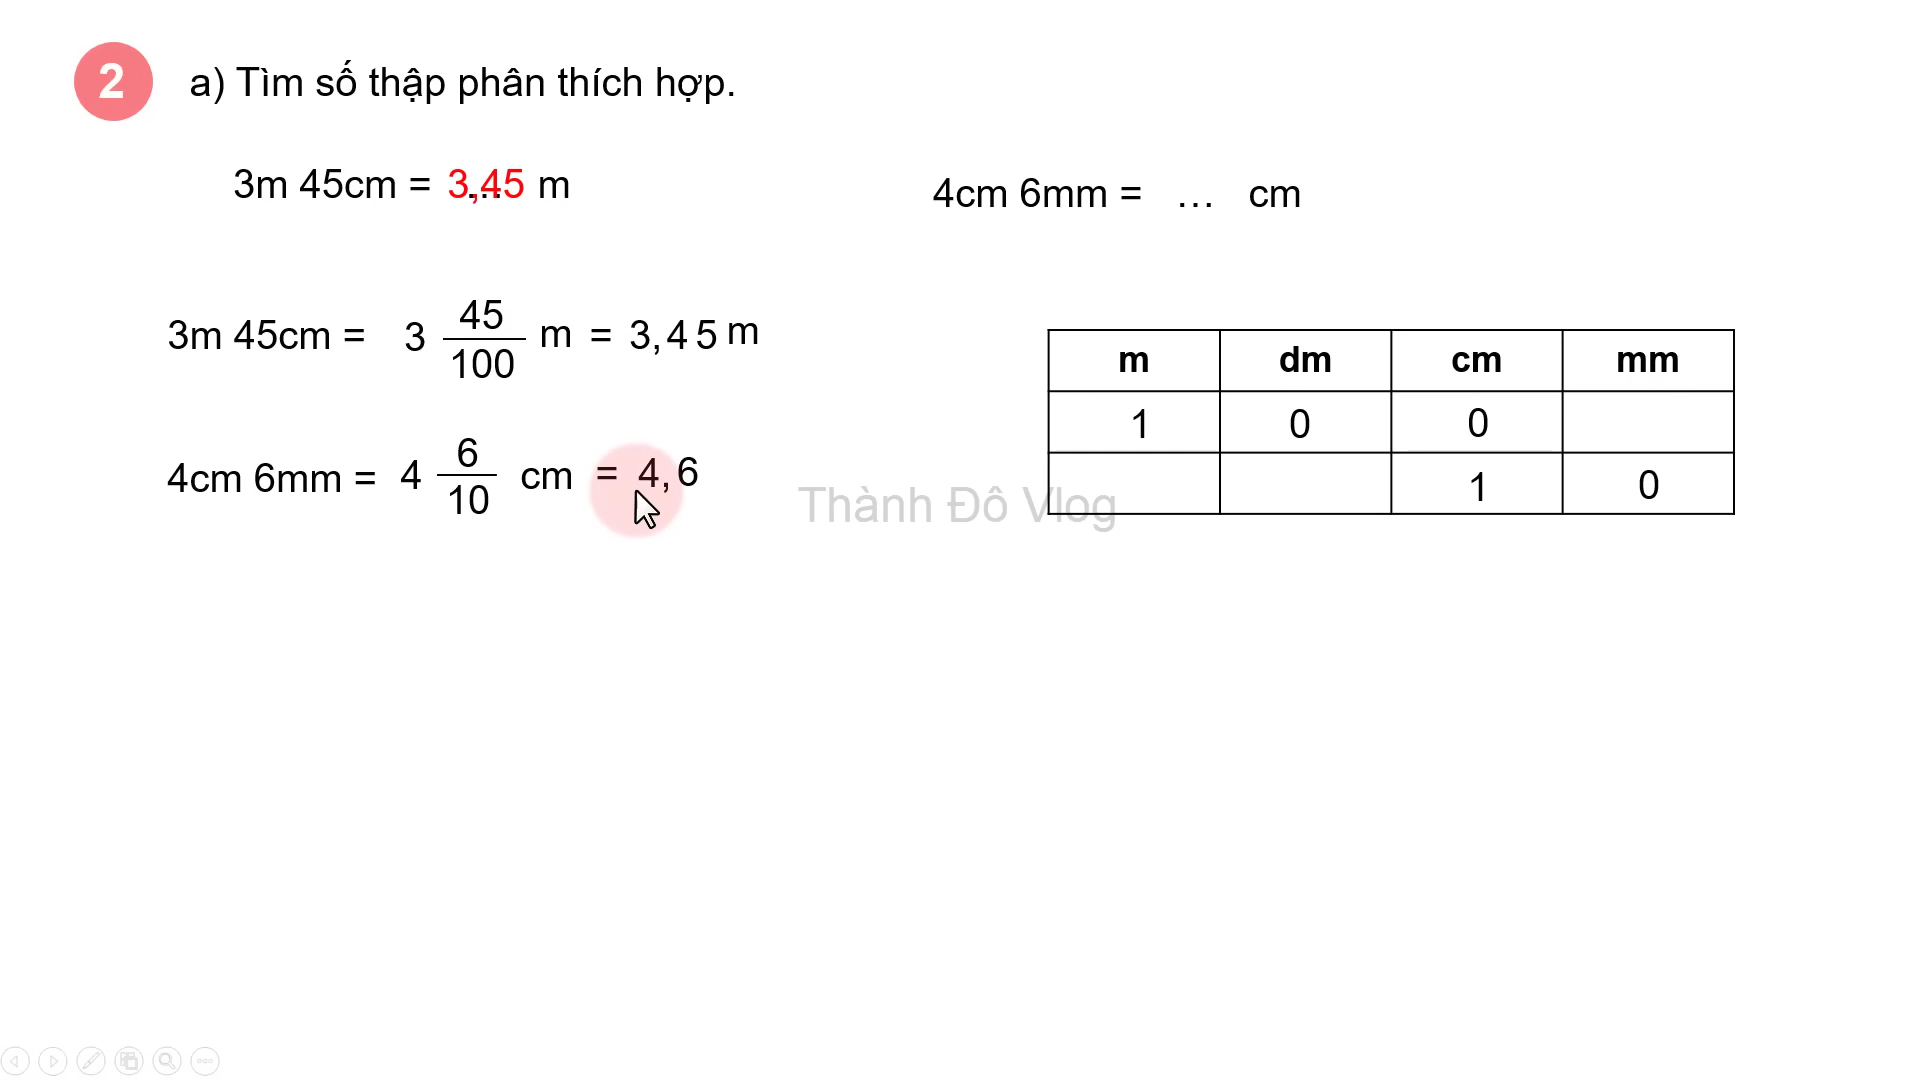 2 a) Tìm số thập phân thích hợp.
3m 45cm = 3,45 m
4cm 6mm = … cm
3m 45cm = 3 45/100 m = 3,45 m
4cm 6mm = 4 6/10 cm = 4,6
m dm cm mm
1 0 0
1 0
Thành Đô Vlog